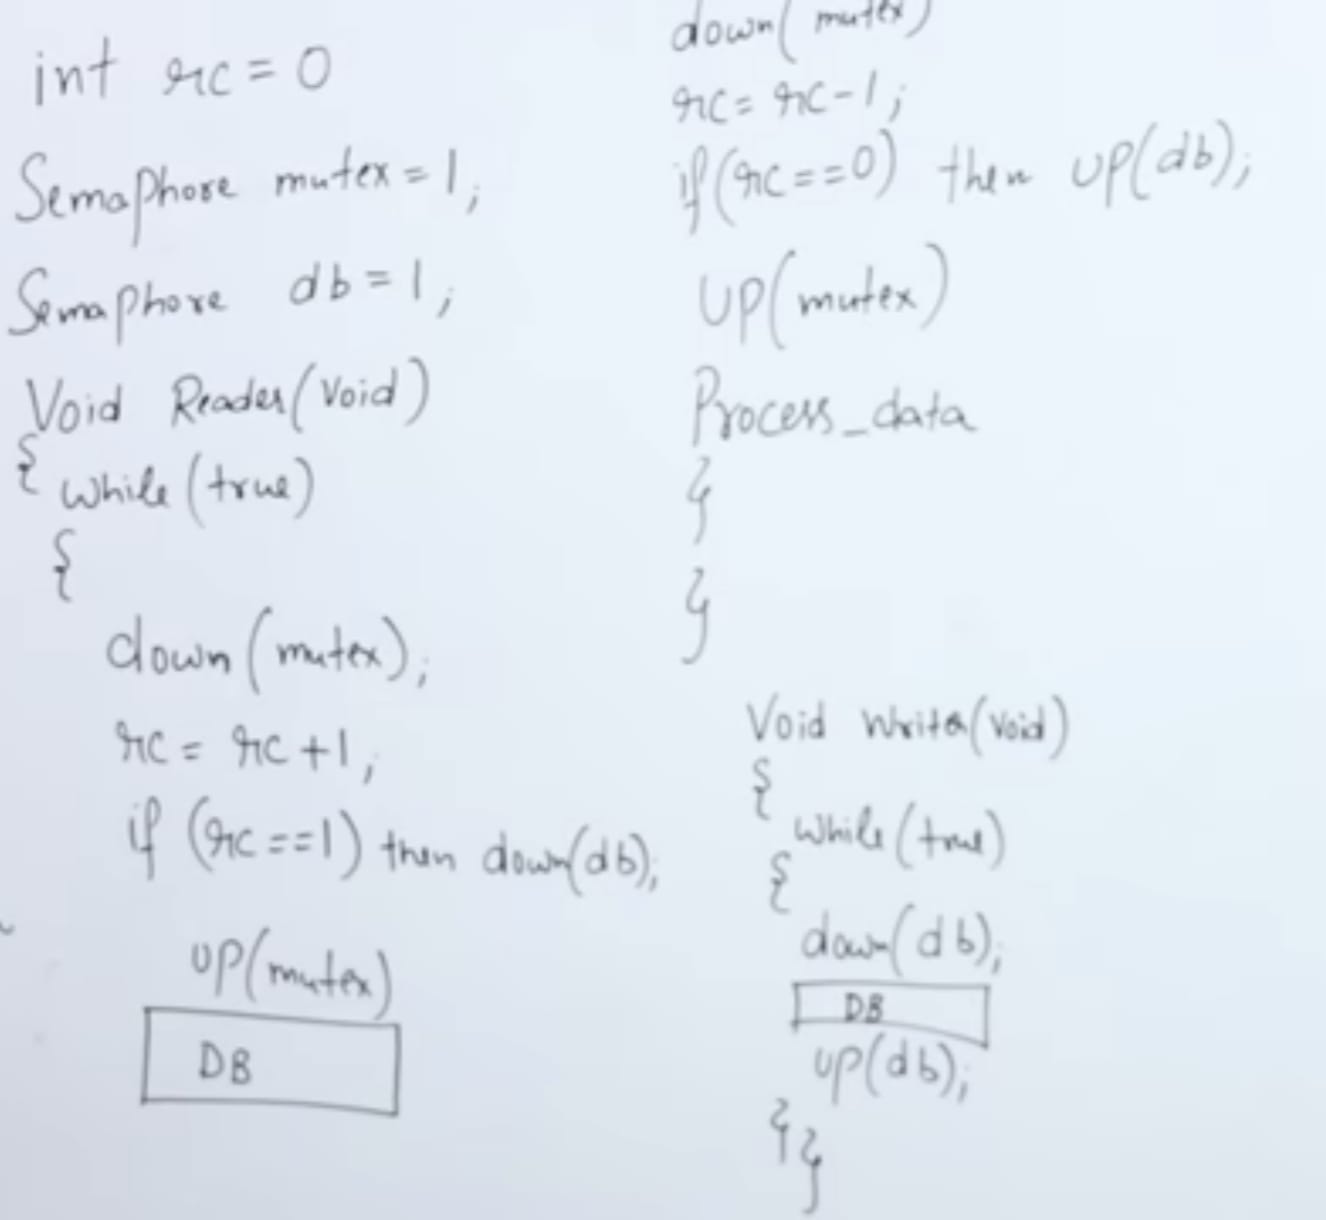 int rc = 0
Semaphore mutex = 1;
Semaphore db = 1;
Void Reader(Void)
{ while (true)
{
down (mutex);
rc = rc + 1;
if (rc == 1) then down(db);
up(mutex)
DB
down( mutex)
rc = rc - 1;
if (rc == 0) then up(db);
up(mutex)
Process_data
}
}
Void Writer(Void)
{
while (true)
{
down(db);
DB
up(db);
}}